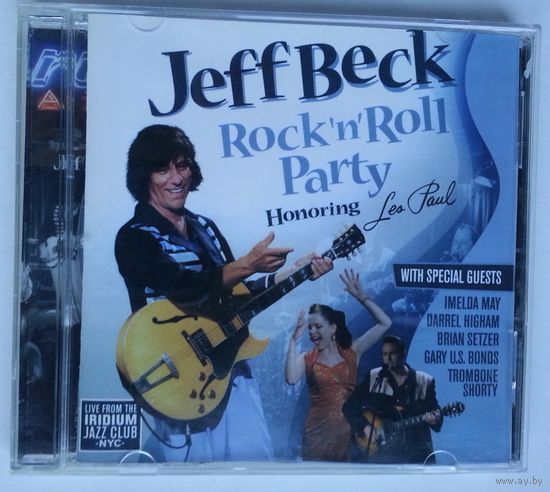 Jeff Beck
Rock 'n' Roll
Party
Honoring Les Paul
WITH SPECIAL GUESTS
IMELDA MAY
DARREL HIGHAM
BRIAN SETZER
GARY U.S. BONDS
TROMBONE
SHORTY
LIVE FROM THE
IRIDIUM
JAZZ CLUB
-NYC-
www.ay.by